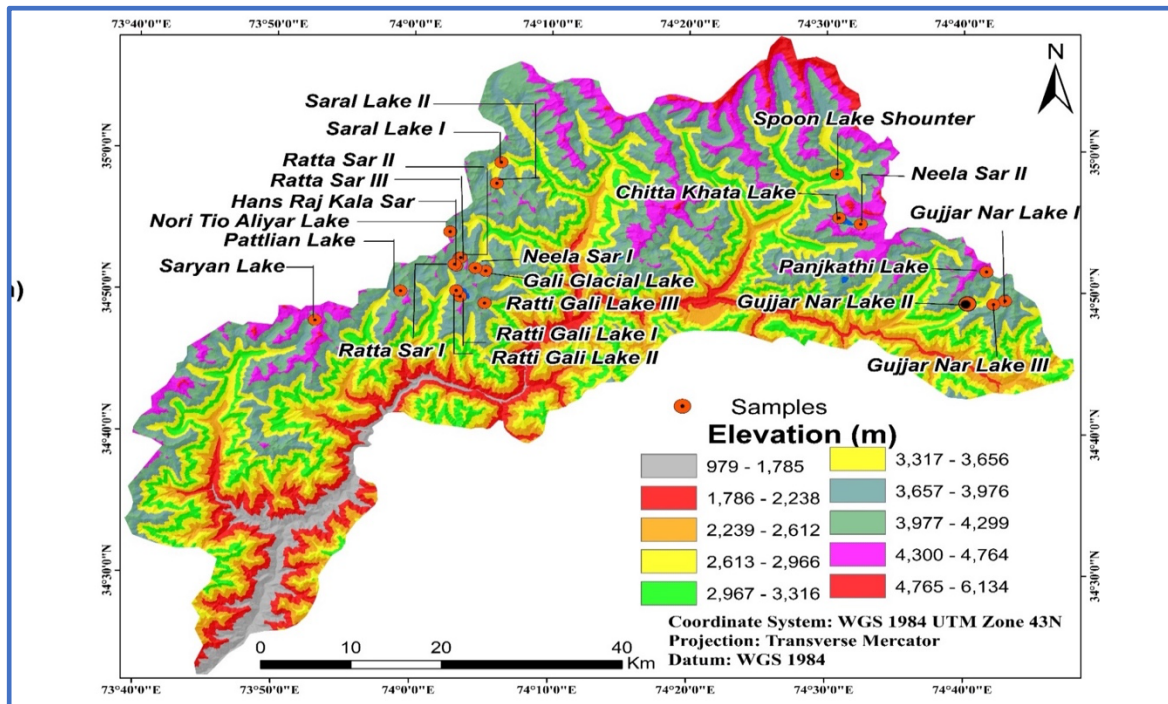 73°40'0"E 73°50'0"E 74°0'0"E 74°10'0"E 74°20'0"E 74°30'0"E 74°40'0"E
N
Saral Lake II
Saral Lake I
Ratta Sar II
Ratta Sar III
Hans Raj Kala Sar
Nori Tio Aliyar Lake
Pattlian Lake
Saryan Lake
Spoon Lake Shounter
Neela Sar II
Chitta Khata Lake
Gujjar Nar Lake I
Panjkathi Lake
Gujjar Nar Lake II
Gujjar Nar Lake III
Neela Sar I
Gali Glacial Lake
Ratti Gali Lake III
Ratti Gali Lake I
Ratti Gali Lake II
Ratta Sar I
35°0'0"N
34°50'0"N
34°40'0"N
34°30'0"N
35°0'0"N
34°50'0"N
34°40'0"N
34°30'0"N
)
Samples
Elevation (m)
979 - 1,785
1,786 - 2,238
2,239 - 2,612
2,613 - 2,966
2,967 - 3,316
3,317 - 3,656
3,657 - 3,976
3,977 - 4,299
4,300 - 4,764
4,765 - 6,134
Coordinate System: WGS 1984 UTM Zone 43N
Projection: Transverse Mercator
Datum: WGS 1984
0 10 20 40
Km
73°40'0"E 73°50'0"E 74°0'0"E 74°10'0"E 74°20'0"E 74°30'0"E 74°40'0"E